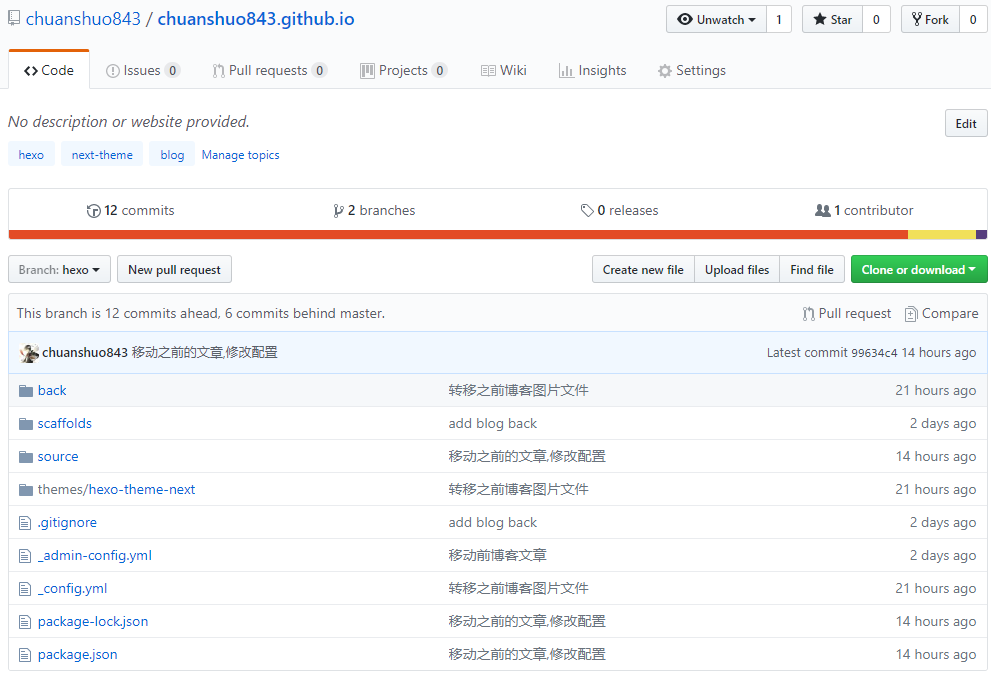 chuanshuo843 / chuanshuo843.github.io Unwatch 1 Star 0 Fork 0
Code Issues 0 Pull requests 0 Projects 0 Wiki Insights Settings
No description or website provided. Edit
hexo next-theme blog Manage topics
12 commits 2 branches 0 releases 1 contributor
Branch: hexo New pull request Create new file Upload files Find file Clone or download
This branch is 12 commits ahead, 6 commits behind master. Pull request Compare
chuanshuo843 移动之前的文章,修改配置 Latest commit 99634c4 14 hours ago
back 转移之前博客图片文件 21 hours ago
scaffolds add blog back 2 days ago
source 移动之前的文章,修改配置 14 hours ago
themes/hexo-theme-next 转移之前博客图片文件 21 hours ago
.gitignore add blog back 2 days ago
_admin-config.yml 移动前博客文章 2 days ago
_config.yml 转移之前博客图片文件 21 hours ago
package-lock.json 移动之前的文章,修改配置 14 hours ago
package.json 移动之前的文章,修改配置 14 hours ago